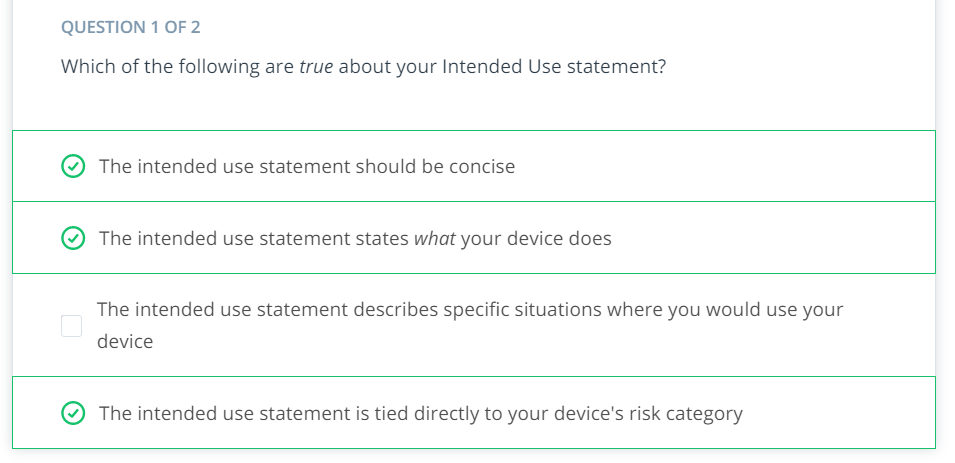 QUESTION 1 OF 2
Which of the following are true about your Intended Use statement?
The intended use statement should be concise
The intended use statement states what your device does
The intended use statement describes specific situations where you would use your
device
The intended use statement is tied directly to your device's risk category